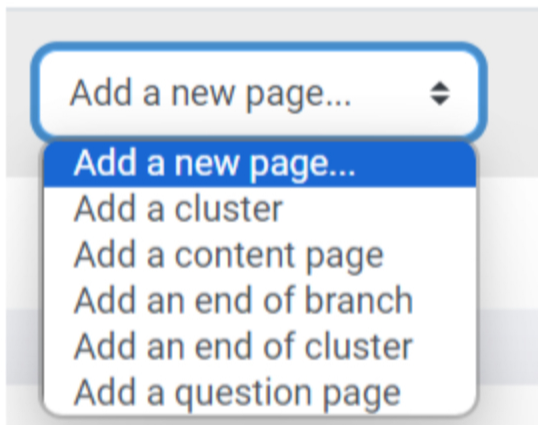 Add a new page...
Add a new page...
Add a cluster
Add a content page
Add an end of branch
Add an end of cluster
Add a question page